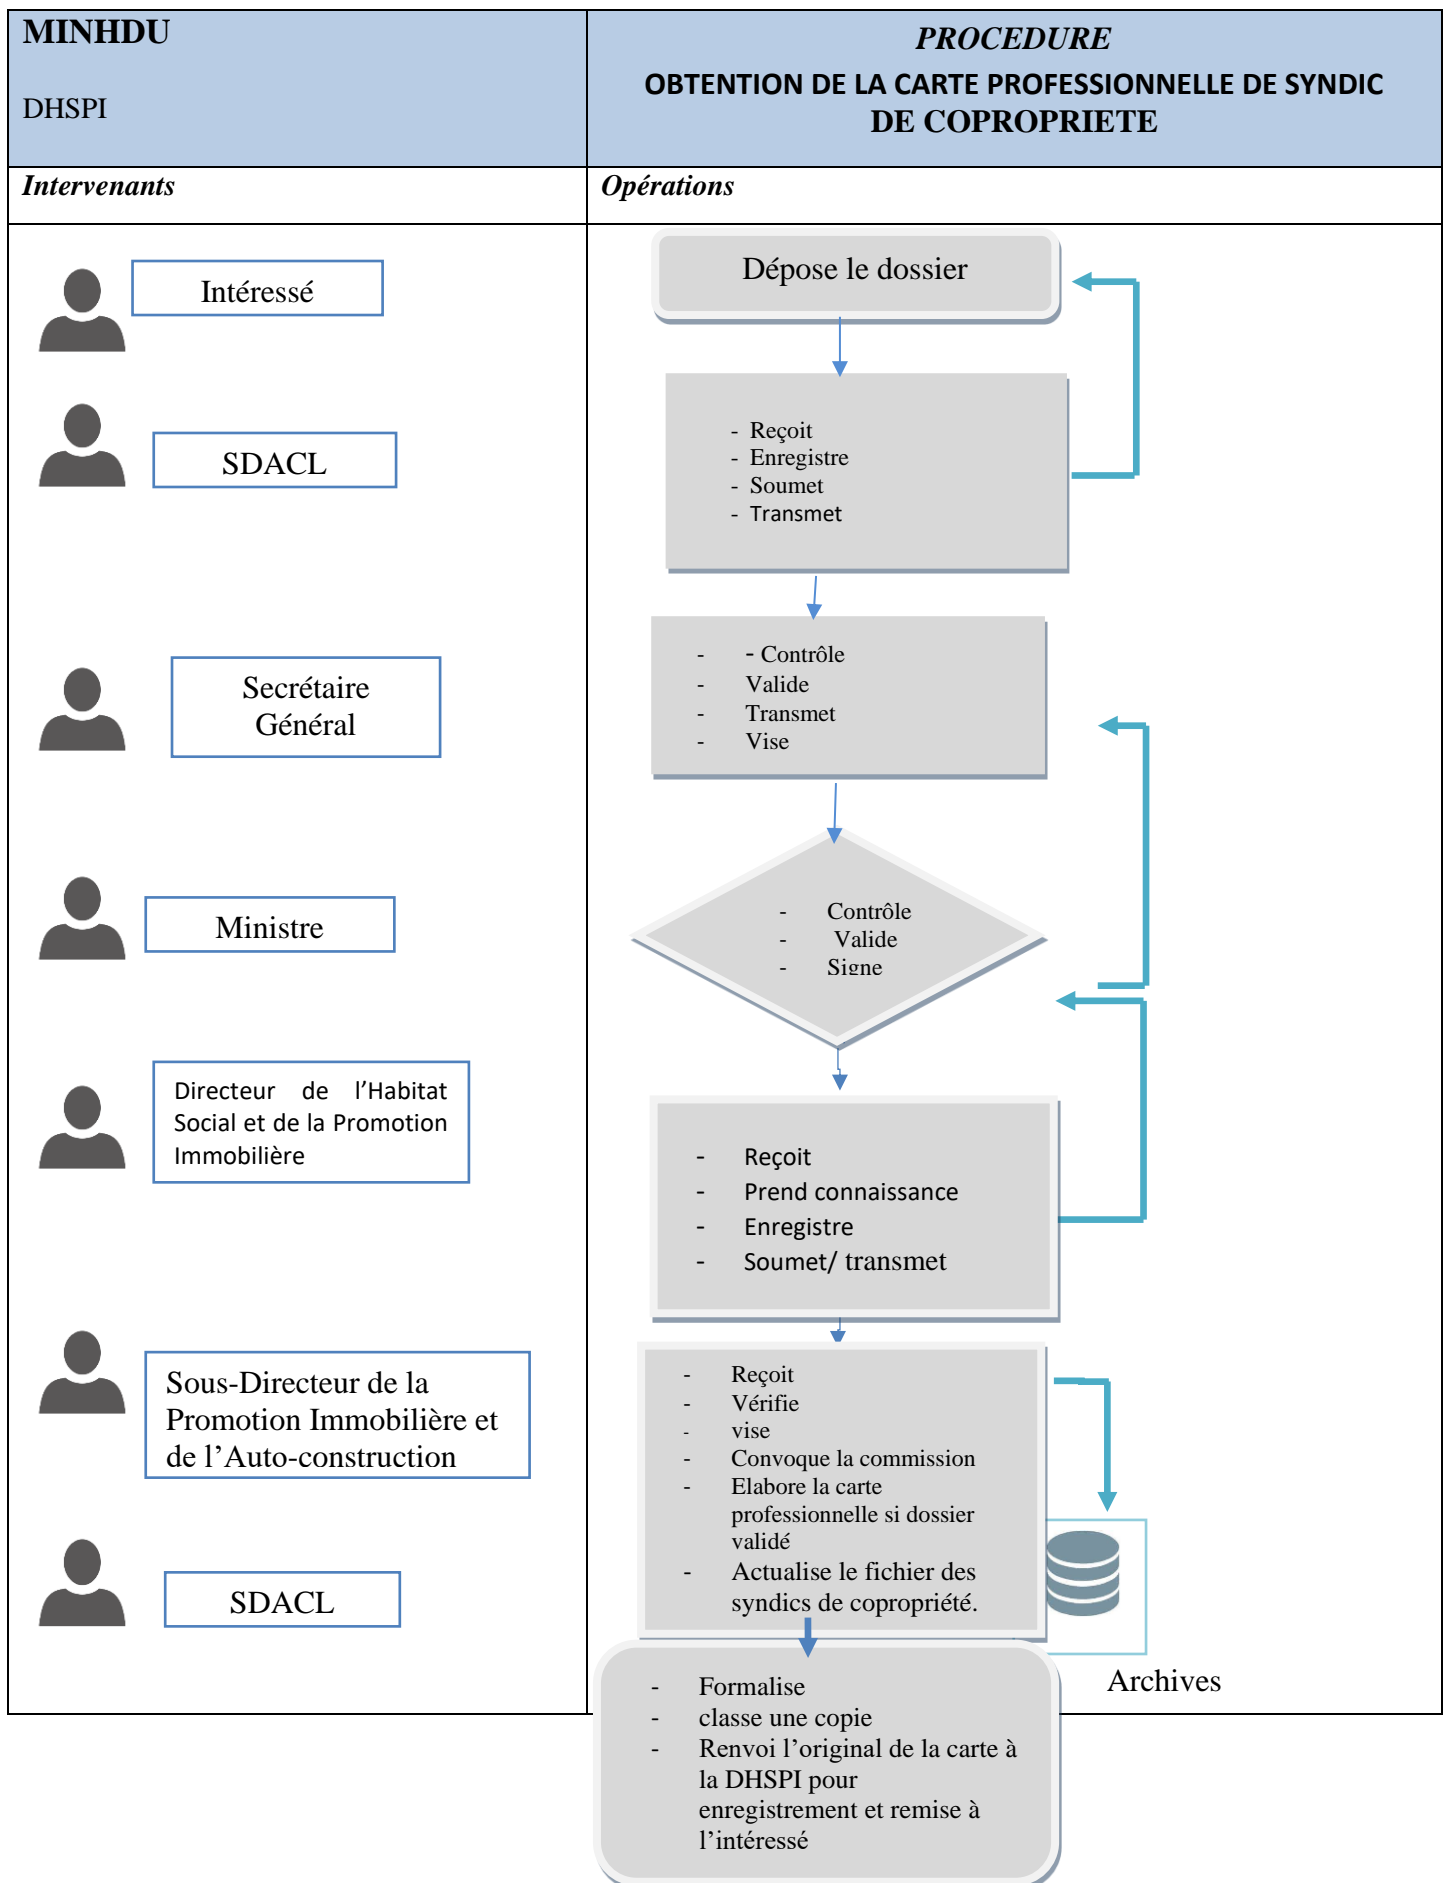 MINHDU
DHSPI
PROCEDURE
OBTENTION DE LA CARTE PROFESSIONNELLE DE SYNDIC
DE COPROPRIETE
Intervenants
Opérations
Intéressé
Dépose le dossier
SDACL
- Reçoit
- Enregistre
- Soumet
- Transmet
Secrétaire
Général
- - Contrôle
- Valide
- Transmet
- Vise
Ministre
- Contrôle
- Valide
- Signe
Directeur de l’Habitat
Social et de la Promotion
Immobilière
- Reçoit
- Prend connaissance
- Enregistre
- Soumet/ transmet
Sous-Directeur de la
Promotion Immobilière et
de l’Auto-construction
- Reçoit
- Vérifie
- vise
- Convoque la commission
- Elabore la carte
professionnelle si dossier
validé
- Actualise le fichier des
syndics de copropriété.
SDACL
Archives
- Formalise
- classe une copie
- Renvoi l’original de la carte à
la DHSPI pour
enregistrement et remise à
l’intéressé